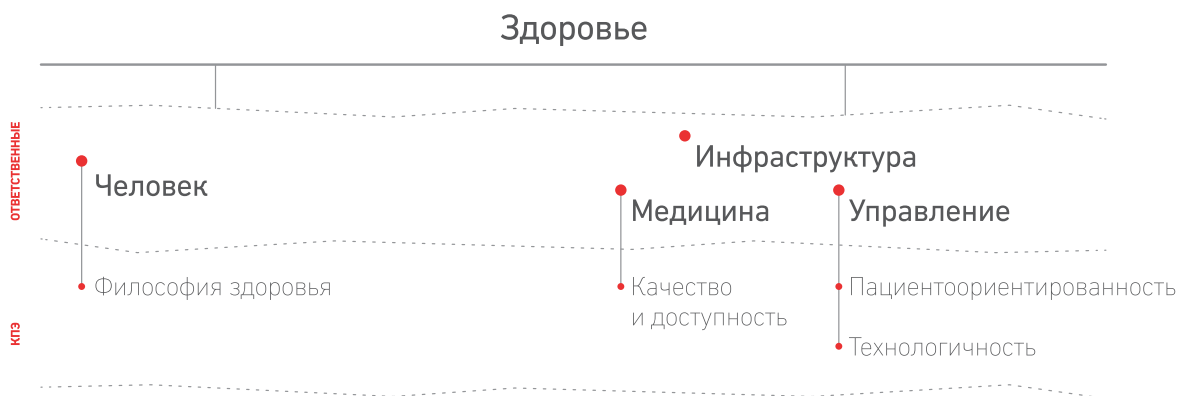 Здоровье
ОТВЕТСТВЕННЫЕ
Инфраструктура
Человек
Медицина
Управление
КПЭ
Философия здоровья
Качество
и доступность
Пациентоориентированность
Технологичность